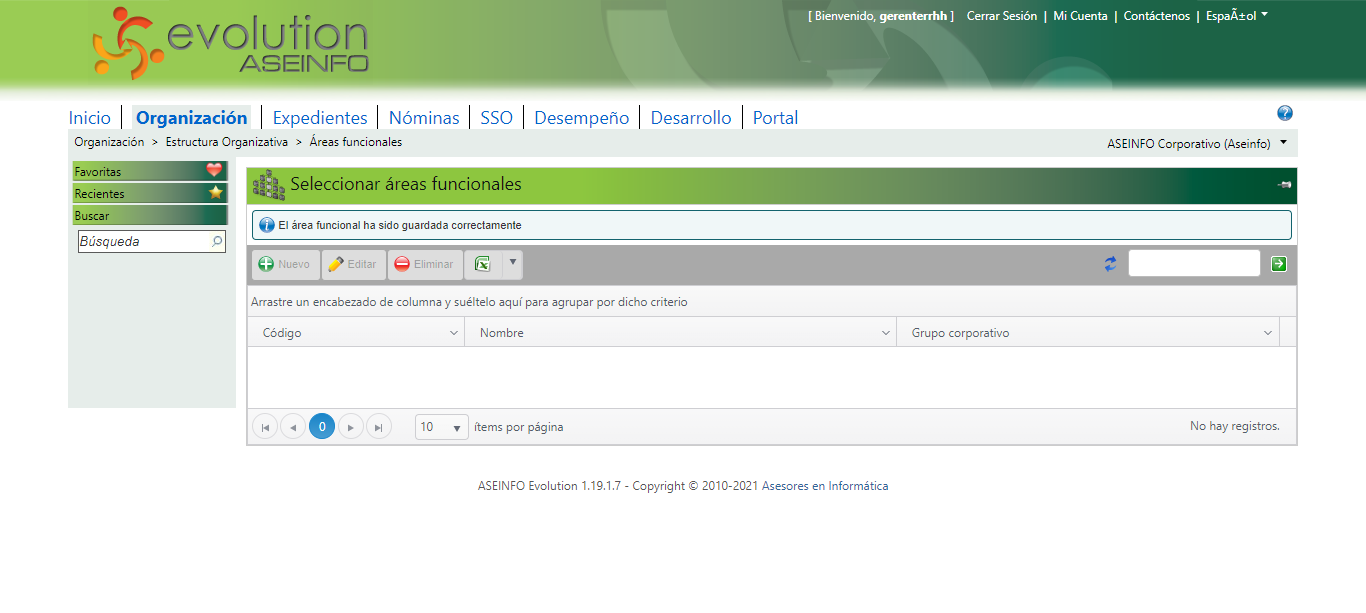 evolution
ASEINFO
[ Bienvenido, gerenterrhh ] Cerrar Sesión | Mi Cuenta | Contáctenos | EspaÃ±ol
Inicio Organización Expedientes Nóminas SSO Desempeño Desarrollo Portal
Organización > Estructura Organizativa > Áreas funcionales
ASEINFO Corporativo (Aseinfo)
Favoritas
Recientes
Buscar
Búsqueda
Seleccionar áreas funcionales
El área funcional ha sido guardada correctamente
Nuevo Editar Eliminar
Arrastre un encabezado de columna y suéltelo aquí para agrupar por dicho criterio
Código Nombre Grupo corporativo
0 10 ítems por página No hay registros.
ASEINFO Evolution 1.19.1.7 - Copyright © 2010-2021 Asesores en Informática